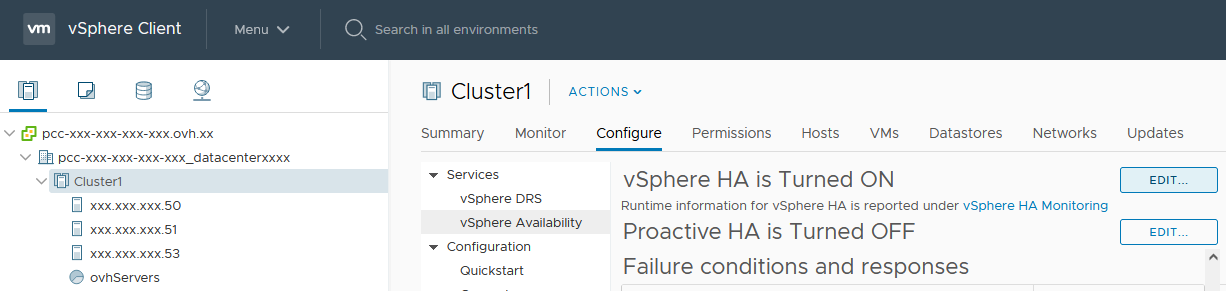 vm vSphere Client Menu Search in all environments
pcc-xxx-xxx-xxx-xxx.ovh.xx
pcc-xxx-xxx-xxx-xxx_datacenterxxxx
Cluster1
xxx.xxx.xxx.50
xxx.xxx.xxx.51
xxx.xxx.xxx.53
ovhServers
Cluster1 ACTIONS
Summary Monitor Configure Permissions Hosts VMs Datastores Networks Updates
Services
vSphere DRS
vSphere Availability
Configuration
Quickstart
vSphere HA is Turned ON EDIT...
Runtime information for vSphere HA is reported under vSphere HA Monitoring
Proactive HA is Turned OFF EDIT...
Failure conditions and responses